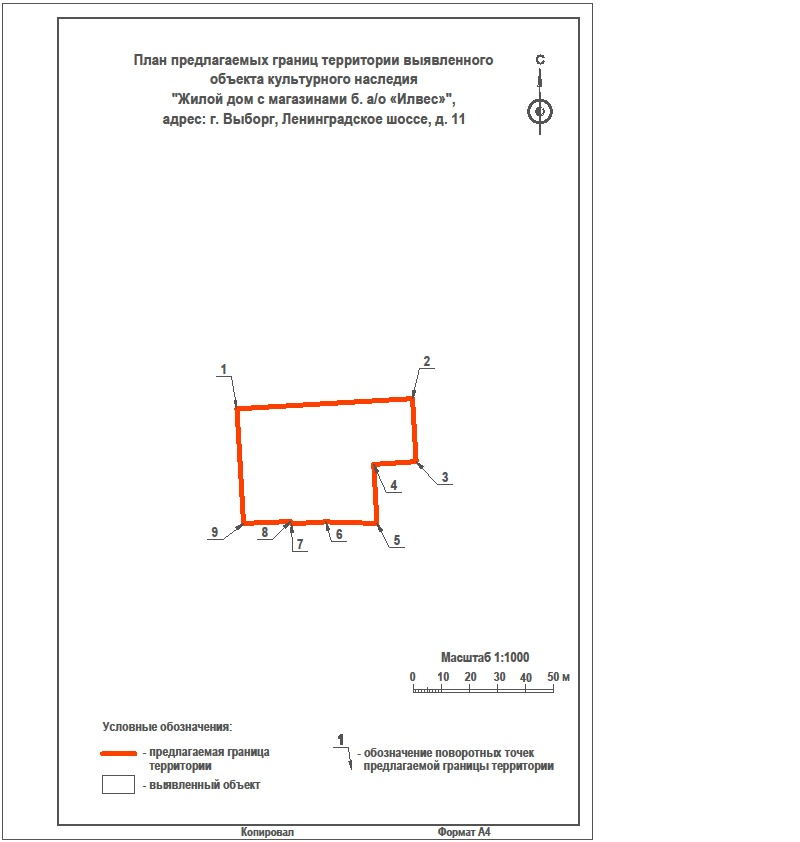 План предлагаемых границ территории выявленного
объекта культурного наследия
"Жилой дом с магазинами б. а/о «Илвес»",
адрес: г. Выборг, Ленинградское шоссе, д. 11
С
1
2
3
4
5
6
7
8
9
Масштаб 1:1000
0 10 20 30 40 50 м
Условные обозначения:
- предлагаемая граница
территории
- выявленный объект
1
- обозначение поворотных точек
предлагаемой границы территории
Копировал
Формат А4